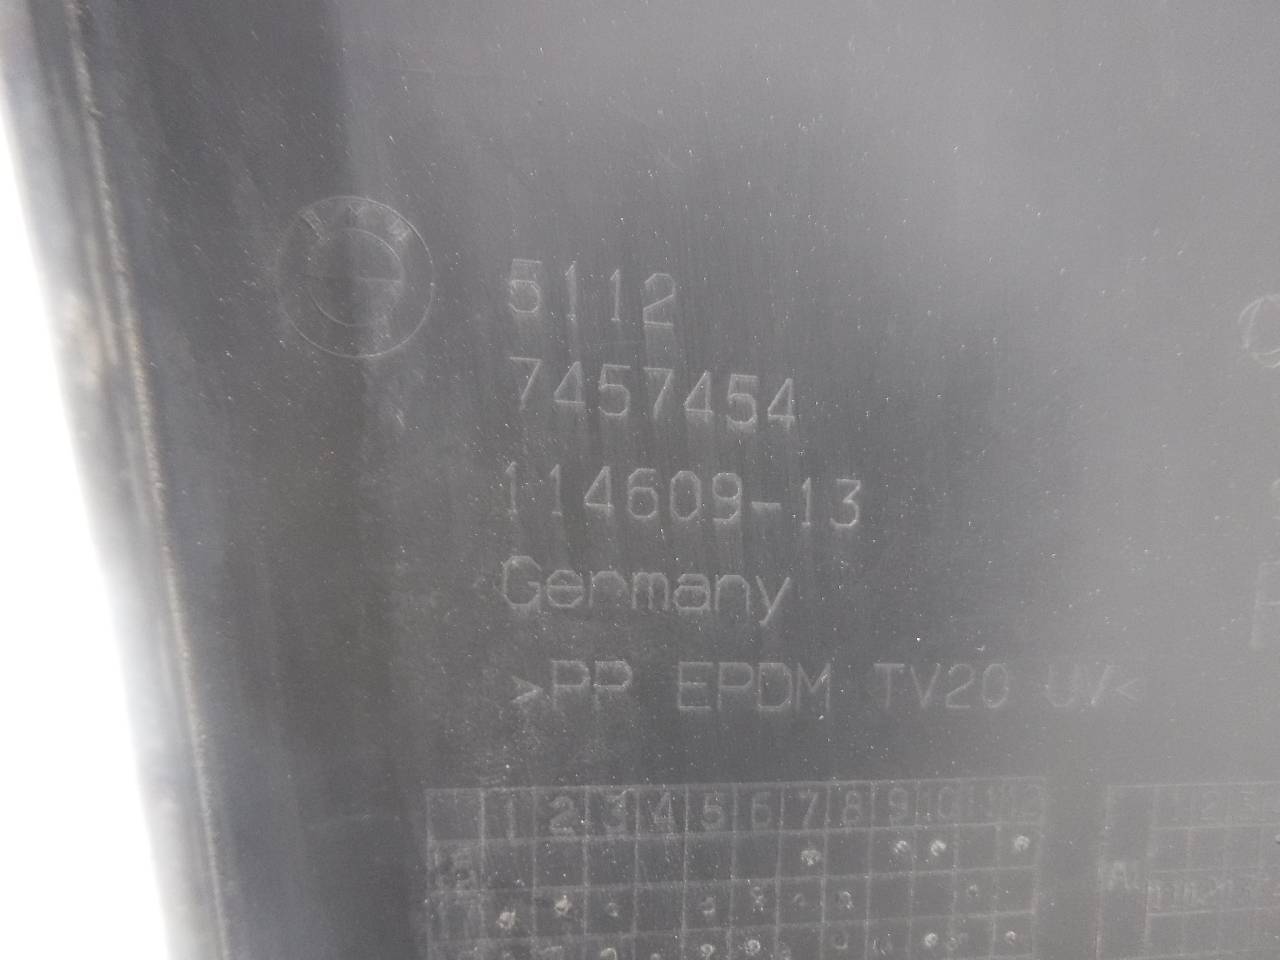 BMW
5112
7457454
114609-13
Germany
>PP EPDM TV20 UV<
1 2 3 4 5 6 7 8 9 10 11 12